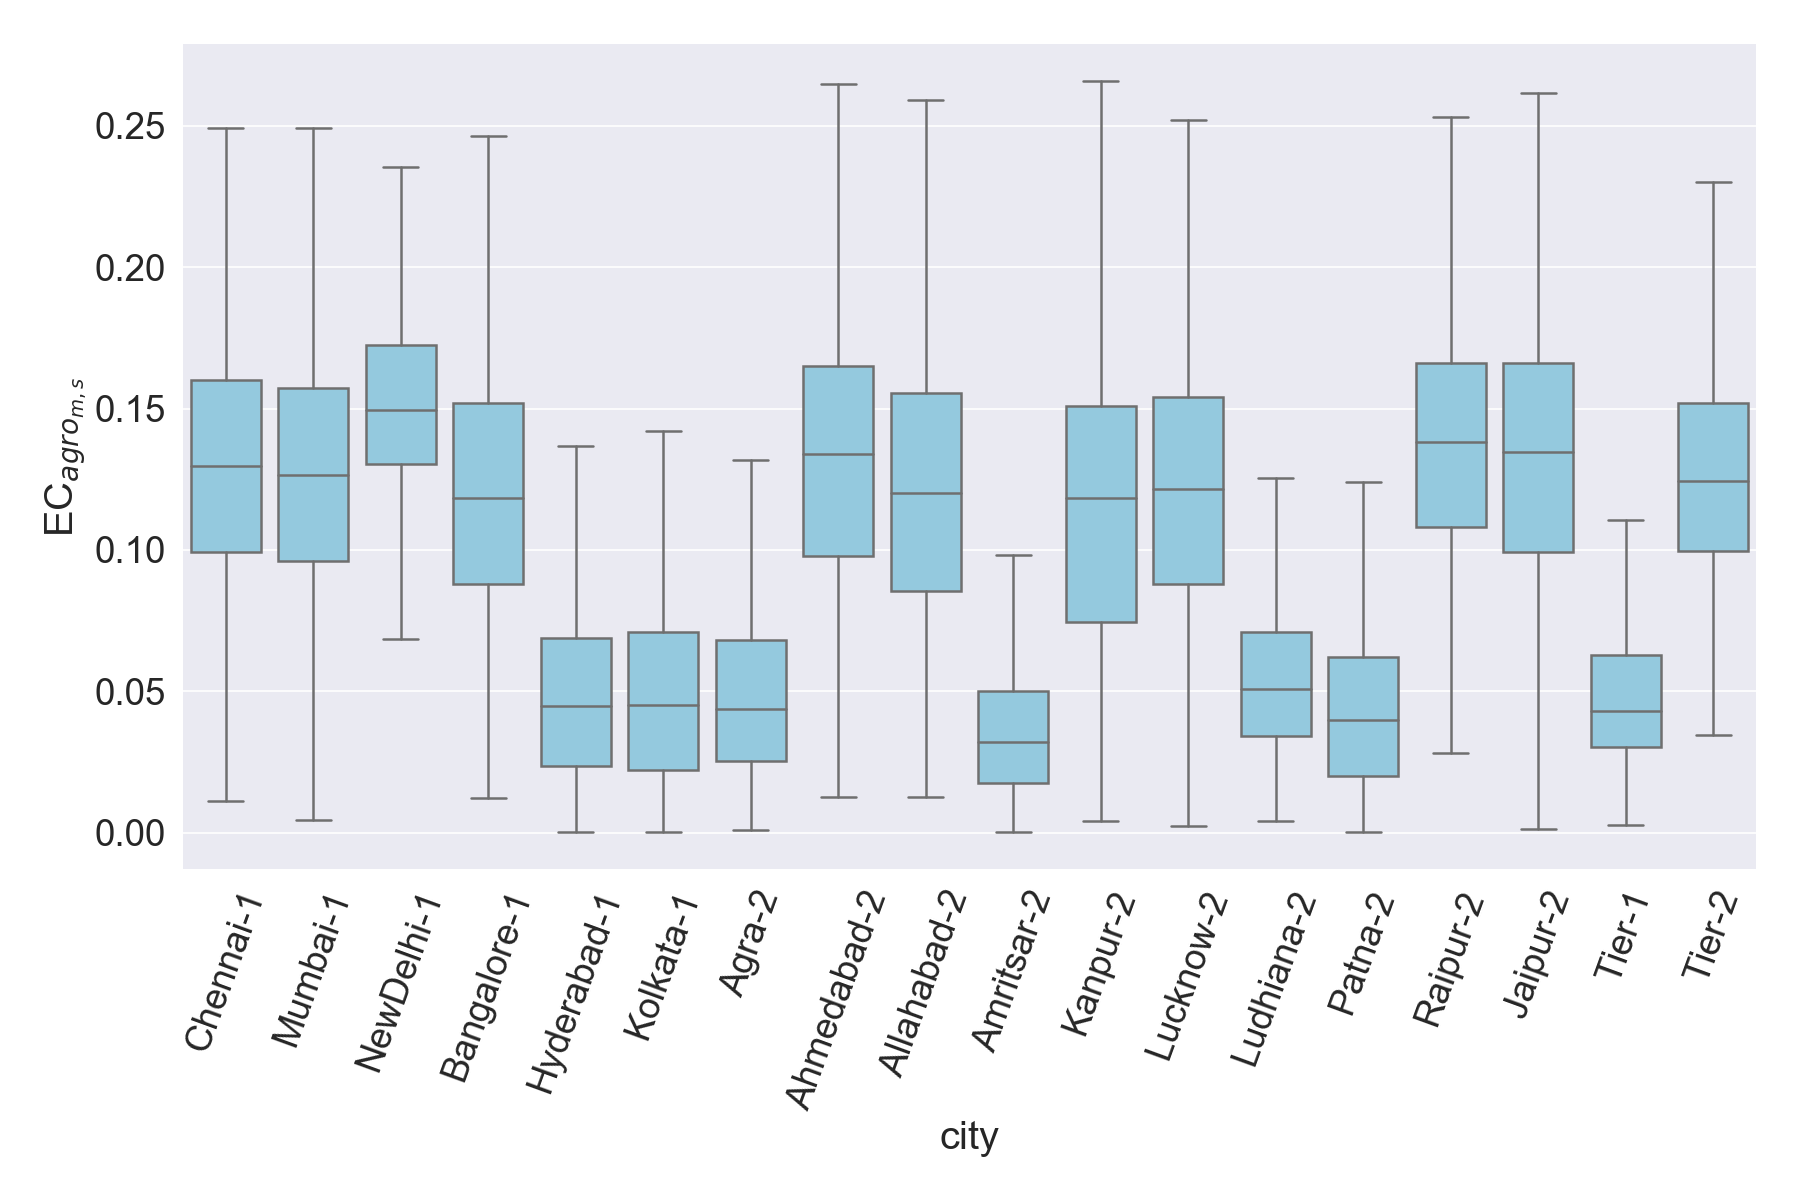 EC_{agro_{m,s}}
0.25
0.20
0.15
0.10
0.05
0.00
Chennai-1
Mumbai-1
NewDelhi-1
Bangalore-1
Hyderabad-1
Kolkata-1
Agra-2
Ahmedabad-2
Allahabad-2
Amritsar-2
Kanpur-2
Lucknow-2
Ludhiana-2
Patna-2
Raipur-2
Jaipur-2
Tier-1
Tier-2
city